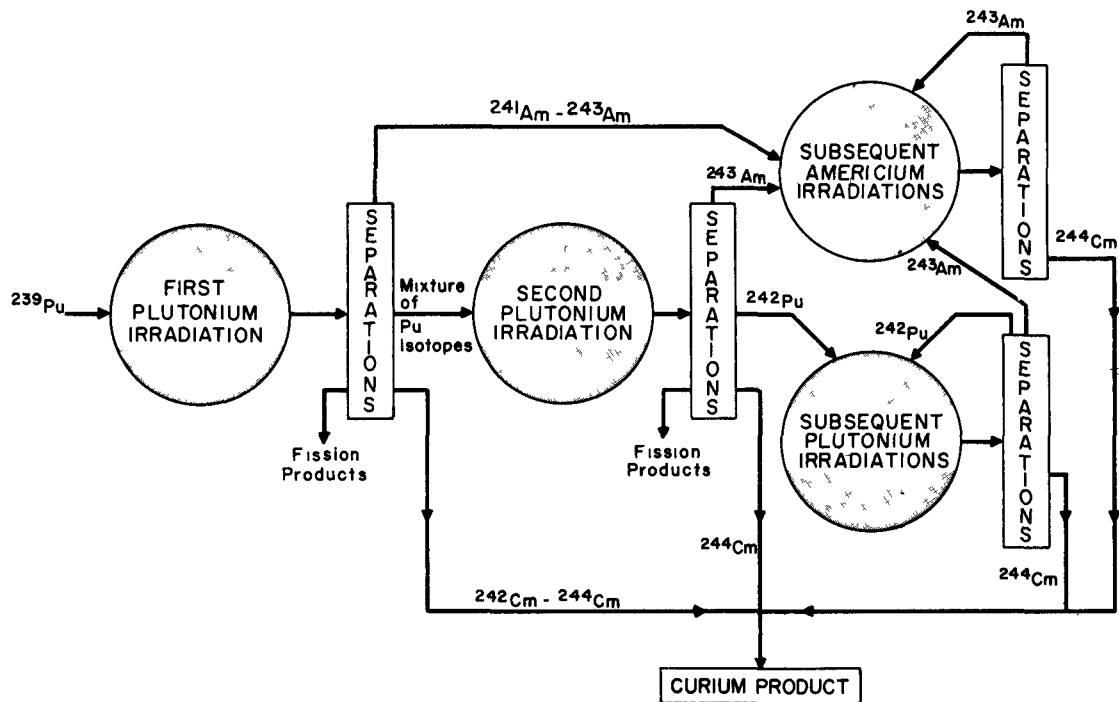 243Am
241Am - 243Am
SEPARATIONS
SUBSEQUENT
AMERICIUM
IRRADIATIONS
243 Am
SEPARATIONS
SEPARATIONS
244Cm
243Am
239Pu
FIRST
PLUTONIUM
IRRADIATION
Mixture
of
Pu
Isotopes
SECOND
PLUTONIUM
IRRADIATION
242Pu
242Pu
SEPARATIONS
SUBSEQUENT
PLUTONIUM
IRRADIATIONS
Fission
Products
Fission
Products
244Cm
244Cm
242Cm - 244Cm
CURIUM PRODUCT